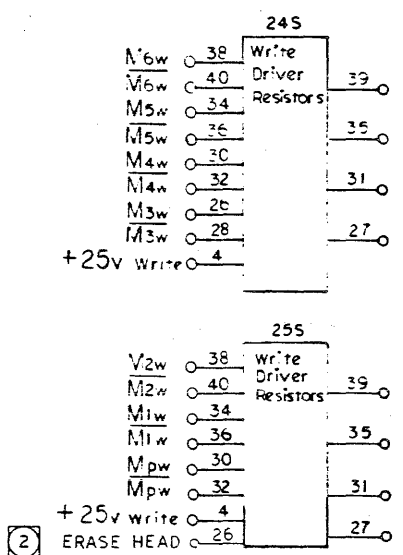 24S
M6w 38 Write
M6w 40 Driver 39
M5w 34 Resistors
M5w 36 35
M4w 30
M4w 32 31
M3w 26
M3w 28 27
+25v Write 4
25S
M2w 38 Write
M2w 40 Driver 39
M1w 34 Resistors
M1w 36 35
Mpw 30
Mpw 32 31
+25v Write 4
2 ERASE HEAD 26 27